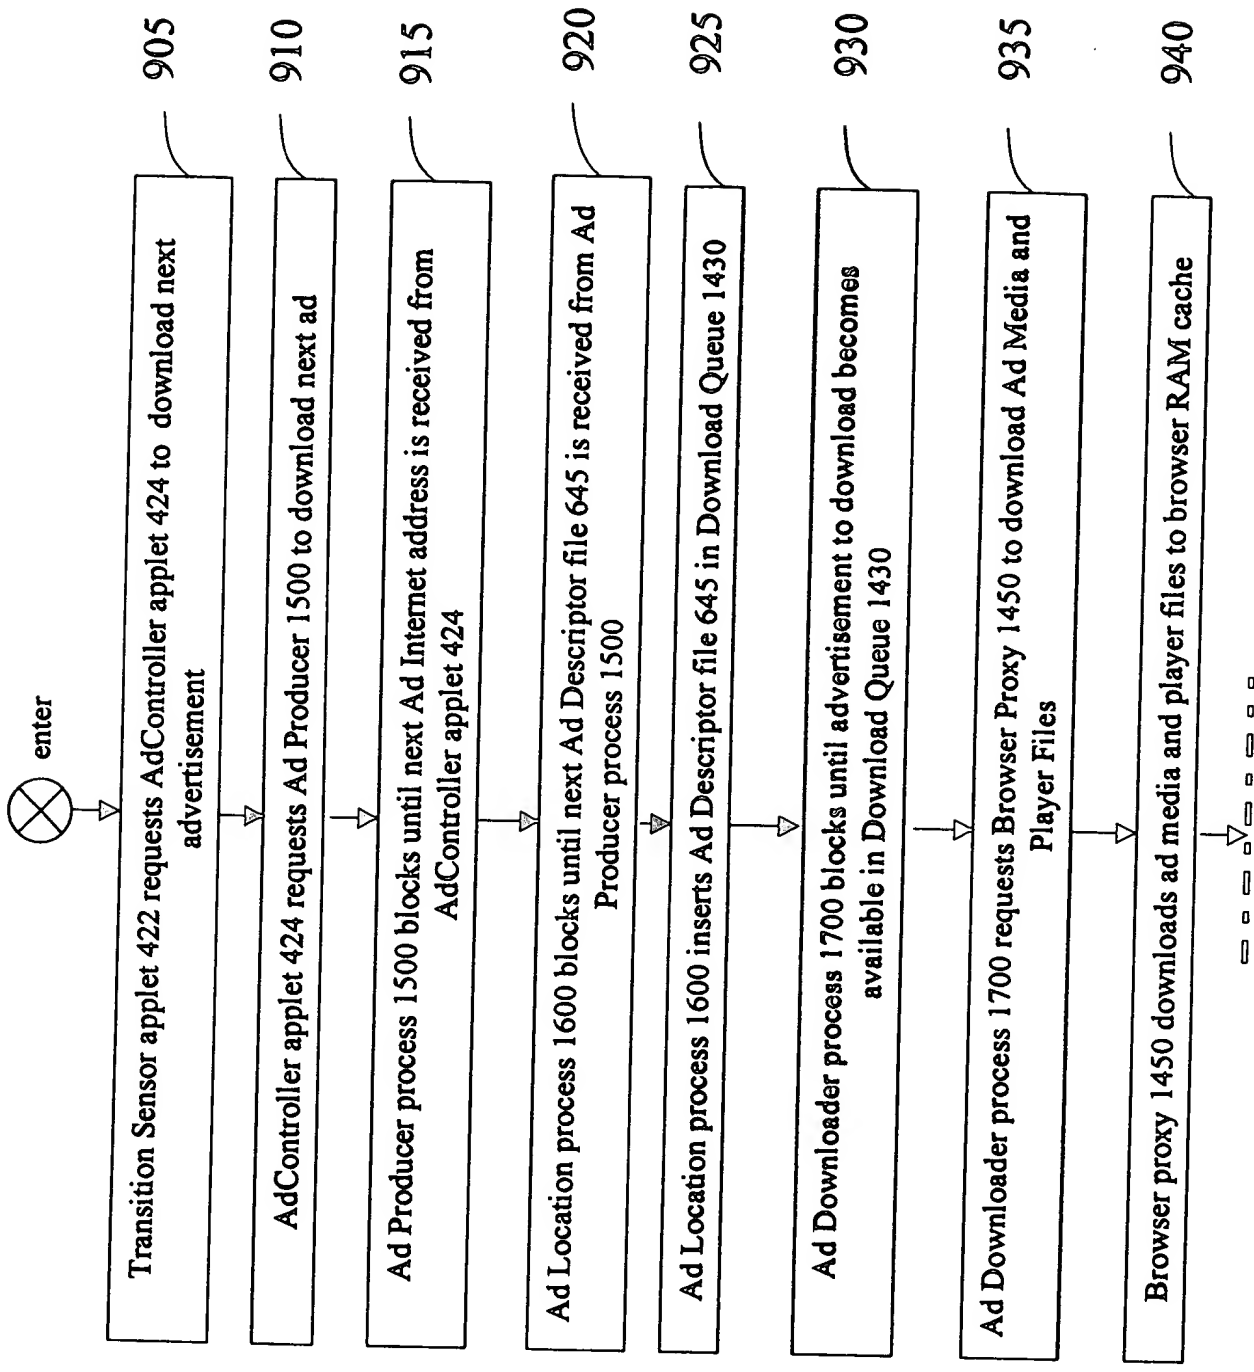 enter
Transition Sensor applet 422 requests AdController applet 424 to download next
advertisement
905
AdController applet 424 requests Ad Producer 1500 to download next ad
910
Ad Producer process 1500 blocks until next Ad Internet address is received from
AdController applet 424
915
Ad Location process 1600 blocks until next Ad Descriptor file 645 is received from Ad
Producer process 1500
920
Ad Location process 1600 inserts Ad Descriptor file 645 in Download Queue 1430
925
Ad Downloader process 1700 blocks until advertisement to download becomes
available in Download Queue 1430
930
Ad Downloader process 1700 requests Browser Proxy 1450 to download Ad Media and
Player Files
935
Browser proxy 1450 downloads ad media and player files to browser RAM cache
940